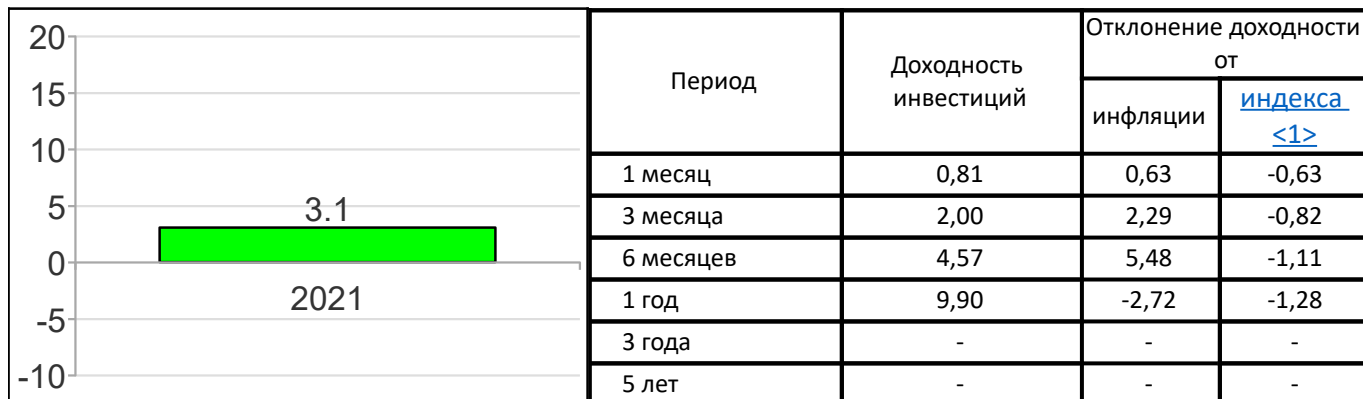 20
15
10
5
0
-5
-10
3.1
2021
Период
Доходность
инвестиций
Отклонение доходности
от
инфляции
индекса
<1>
1 месяц 0,81 0,63 -0,63
3 месяца 2,00 2,29 -0,82
6 месяцев 4,57 5,48 -1,11
1 год 9,90 -2,72 -1,28
3 года - - -
5 лет - - -